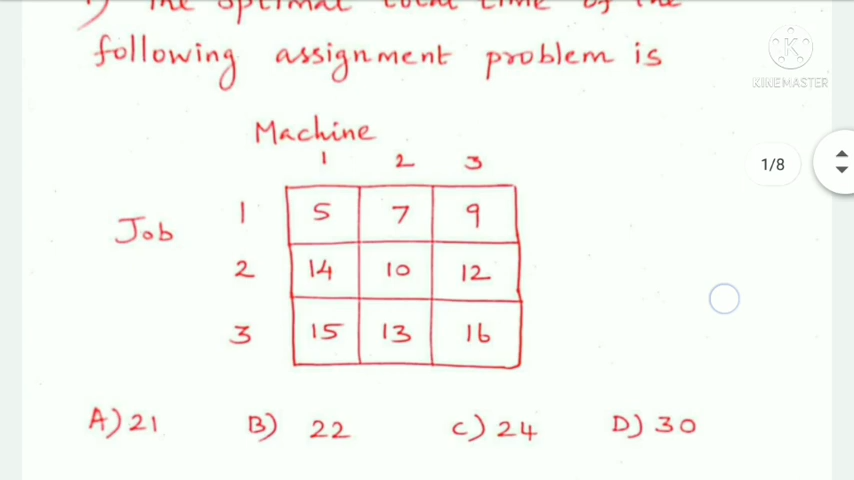 following assignment problem is
KINEMASTER
Machine
1 2 3
1/8
Job 1 5 7 9
2 14 10 12
3 15 13 16
A) 21 B) 22 C) 24 D) 30